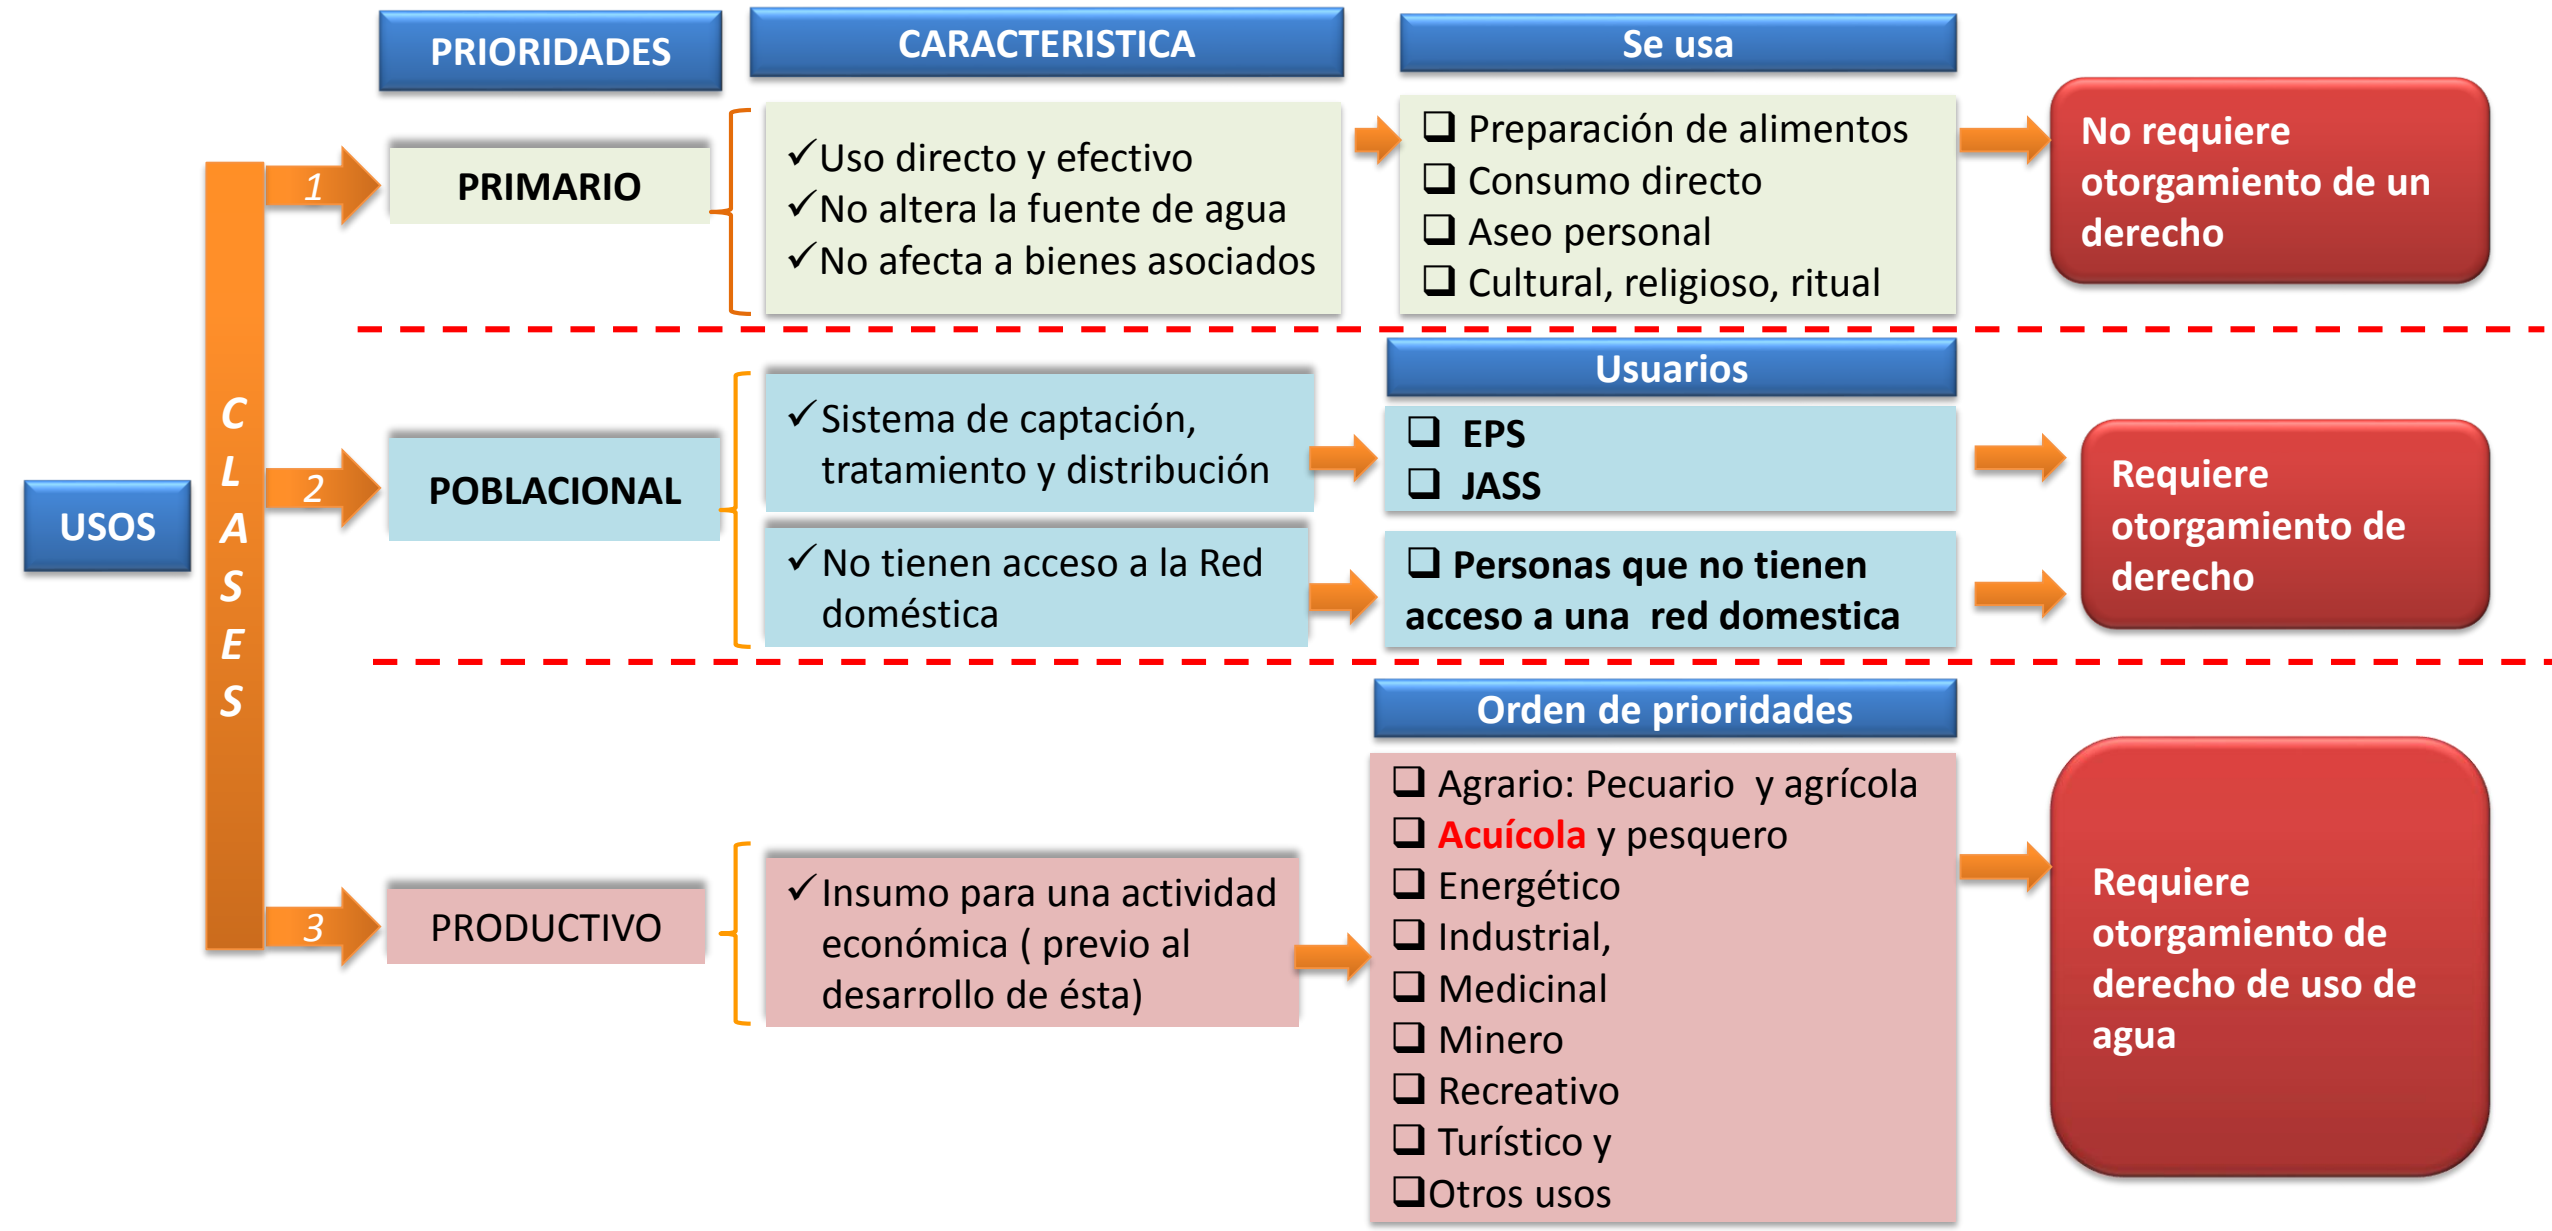 PRIORIDADES
CARACTERISTICA
Se usa
USOS
CLASES
1
PRIMARIO
✓Uso directo y efectivo
✓No altera la fuente de agua
✓No afecta a bienes asociados
❑ Preparación de alimentos
❑ Consumo directo
❑ Aseo personal
❑ Cultural, religioso, ritual
No requiere
otorgamiento de un
derecho
2
POBLACIONAL
✓Sistema de captación,
tratamiento y distribución
✓No tienen acceso a la Red
doméstica
Usuarios
❑ EPS
❑ JASS
❑ Personas que no tienen
acceso a una  red domestica
Requiere
otorgamiento de
derecho
3
PRODUCTIVO
✓Insumo para una actividad
económica ( previo al
desarrollo de ésta)
Orden de prioridades
❑ Agrario: Pecuario  y agrícola
❑ Acuícola y pesquero
❑ Energético
❑ Industrial,
❑ Medicinal
❑ Minero
❑ Recreativo
❑ Turístico y
❑Otros usos
Requiere
otorgamiento de
derecho de uso de
agua